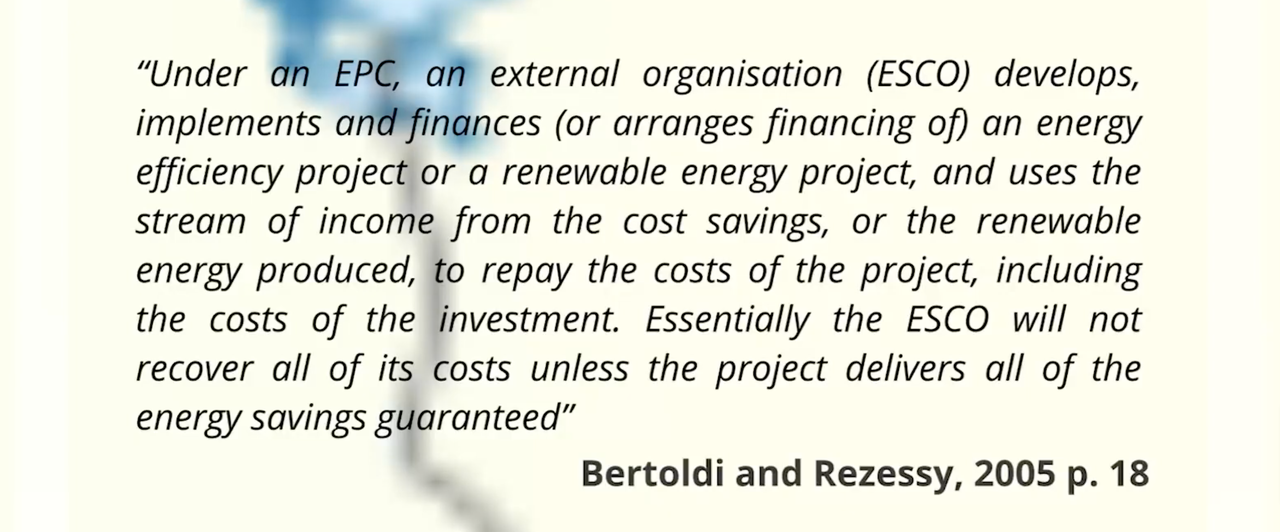 “Under an EPC, an external organisation (ESCO) develops,
implements and finances (or arranges financing of) an energy
efficiency project or a renewable energy project, and uses the
stream of income from the cost savings, or the renewable
energy produced, to repay the costs of the project, including
the costs of the investment. Essentially the ESCO will not
recover all of its costs unless the project delivers all of the
energy savings guaranteed”
Bertoldi and Rezessy, 2005 p. 18